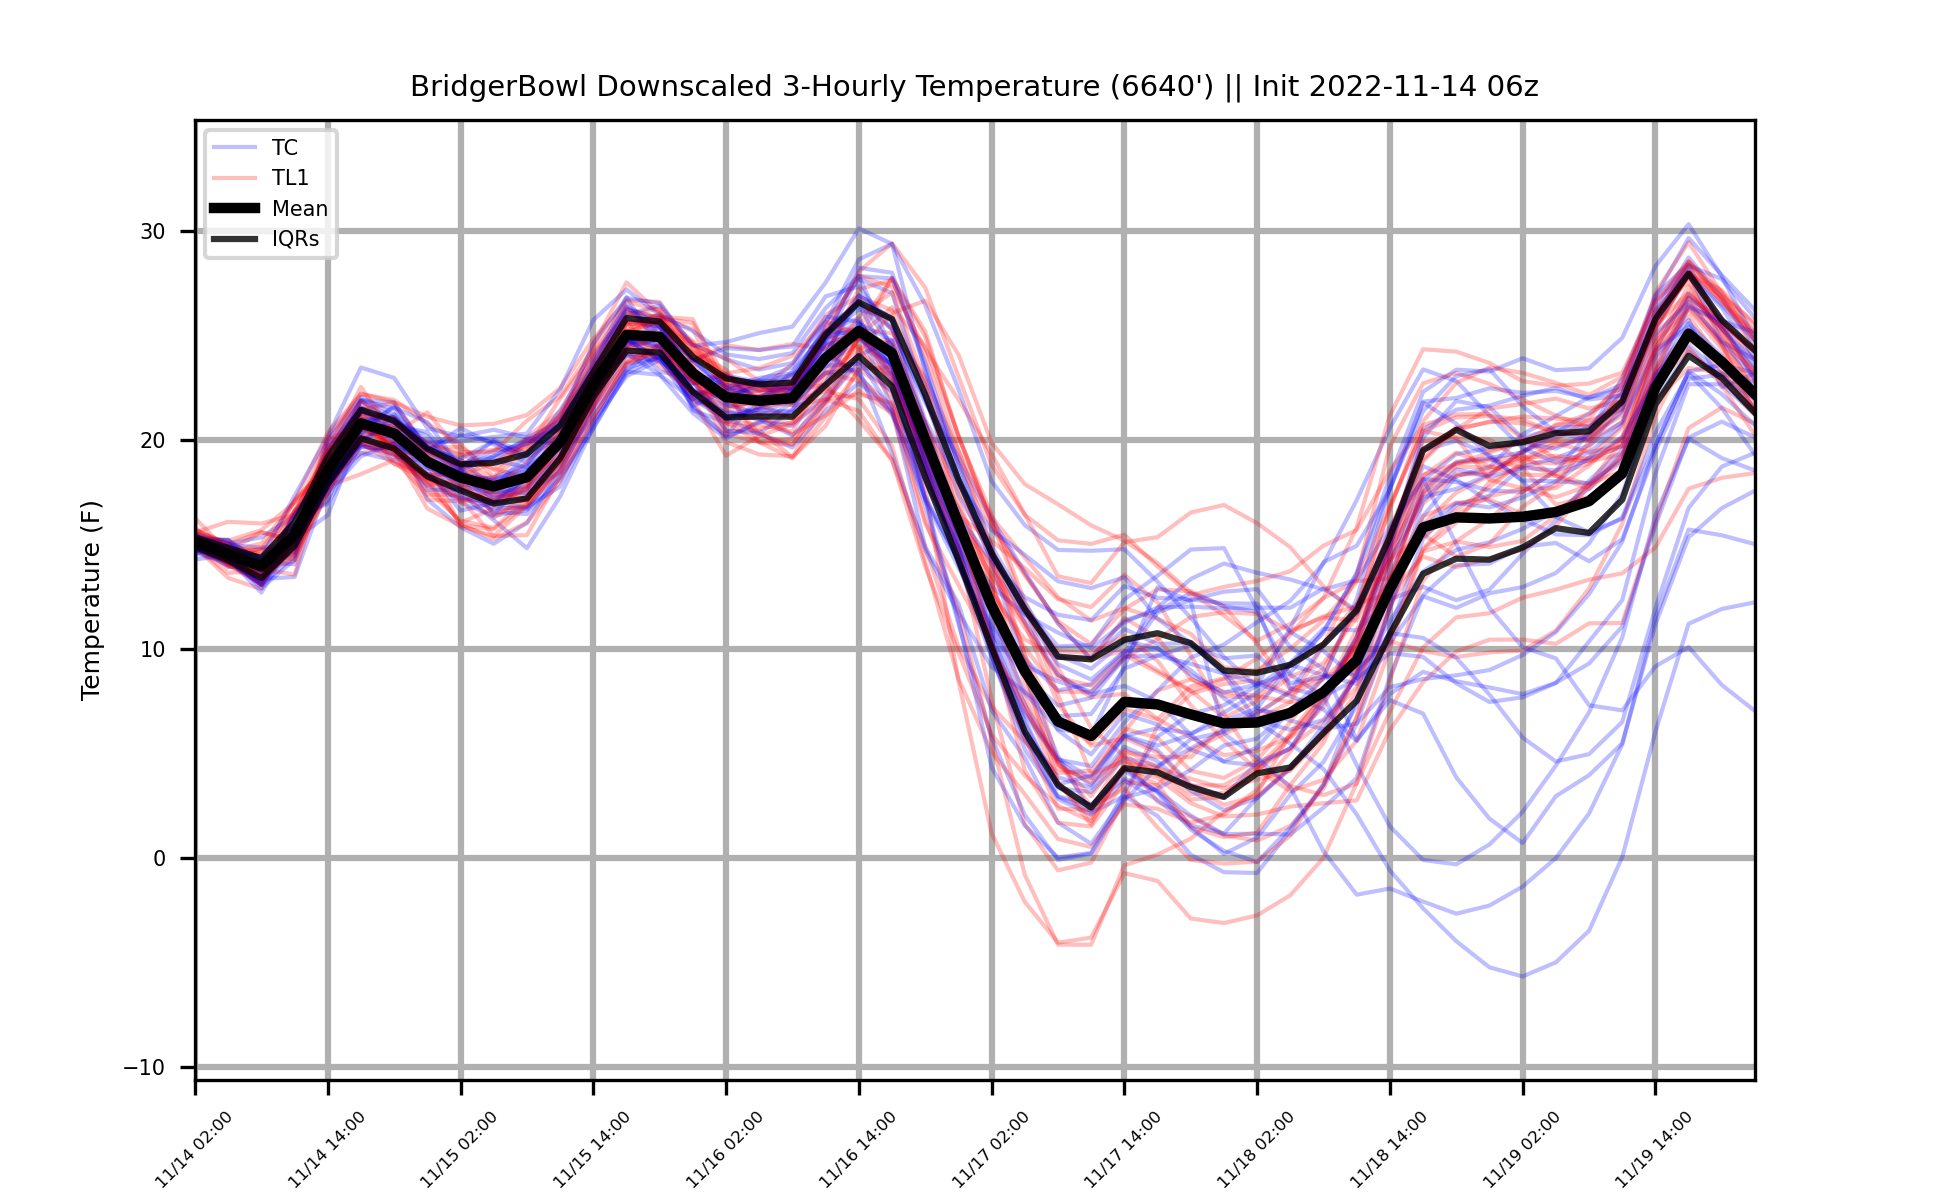 BridgerBowl Downscaled 3-Hourly Temperature (6640') || Init 2022-11-14 06z
TC
TL1
Mean
IQRs
Temperature (F)
30
20
10
0
−10
11/14 02:00
11/14 14:00
11/15 02:00
11/15 14:00
11/16 02:00
11/16 14:00
11/17 02:00
11/17 14:00
11/18 02:00
11/18 14:00
11/19 02:00
11/19 14:00